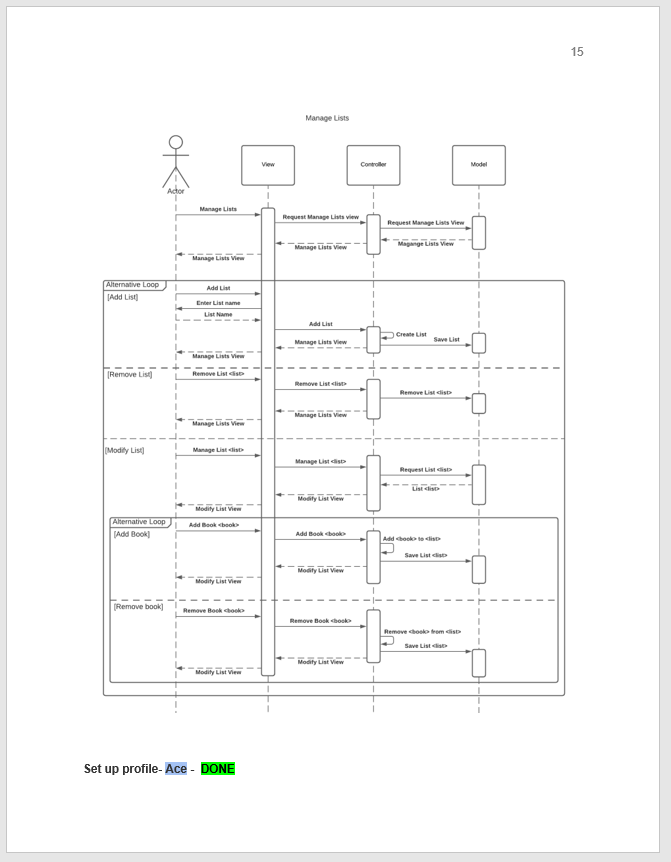 15
Manage Lists
View
Controller
Model
Actor
Manage Lists
Request Manage Lists view
Request Manage Lists View
Magange Lists View
Manage Lists View
Manage Lists View
Alternative Loop
[Add List]
Add List
Enter List name
List Name
Add List
Create List
Save List
Manage Lists View
Manage Lists View
[Remove List]
Remove List <list>
Remove List <list>
Remove List <list>
Manage Lists View
Manage Lists View
[Modify List]
Manage List <list>
Manage List <list>
Request List <list>
List <list>
Modify List View
Modify List View
Alternative Loop
[Add Book]
Add Book <book>
Add Book <book>
Add <book> to <list>
Save List <list>
Modify List View
Modify List View
[Remove book]
Remove Book <book>
Remove Book <book>
Remove <book> from <list>
Save List <list>
Modify List View
Modify List View
Set up profile- Ace - DONE